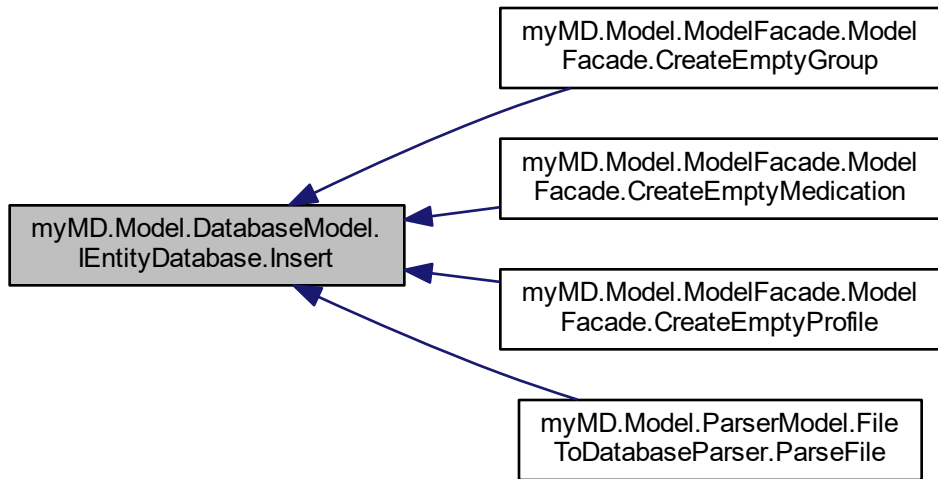 myMD.Model.ModelFacade.Model
Facade.CreateEmptyGroup
myMD.Model.ModelFacade.Model
Facade.CreateEmptyMedication
myMD.Model.DatabaseModel.
IEntityDatabase.Insert
myMD.Model.ModelFacade.Model
Facade.CreateEmptyProfile
myMD.Model.ParserModel.File
ToDatabaseParser.ParseFile